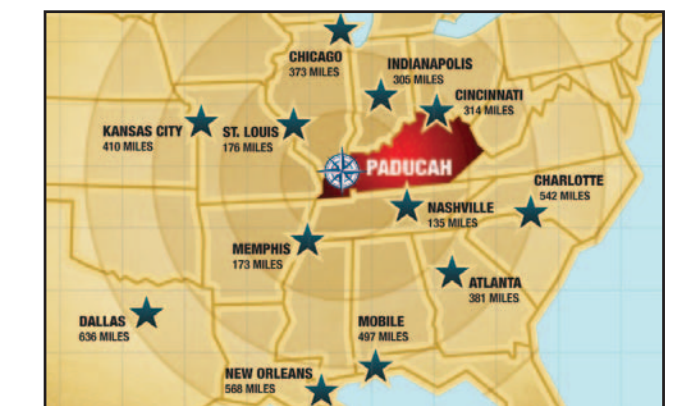 CHICAGO
373 MILES
INDIANAPOLIS
305 MILES
CINCINNATI
314 MILES
KANSAS CITY
410 MILES
ST. LOUIS
176 MILES
PADUCAH
CHARLOTTE
542 MILES
NASHVILLE
135 MILES
MEMPHIS
173 MILES
ATLANTA
381 MILES
DALLAS
636 MILES
MOBILE
497 MILES
NEW ORLEANS
568 MILES